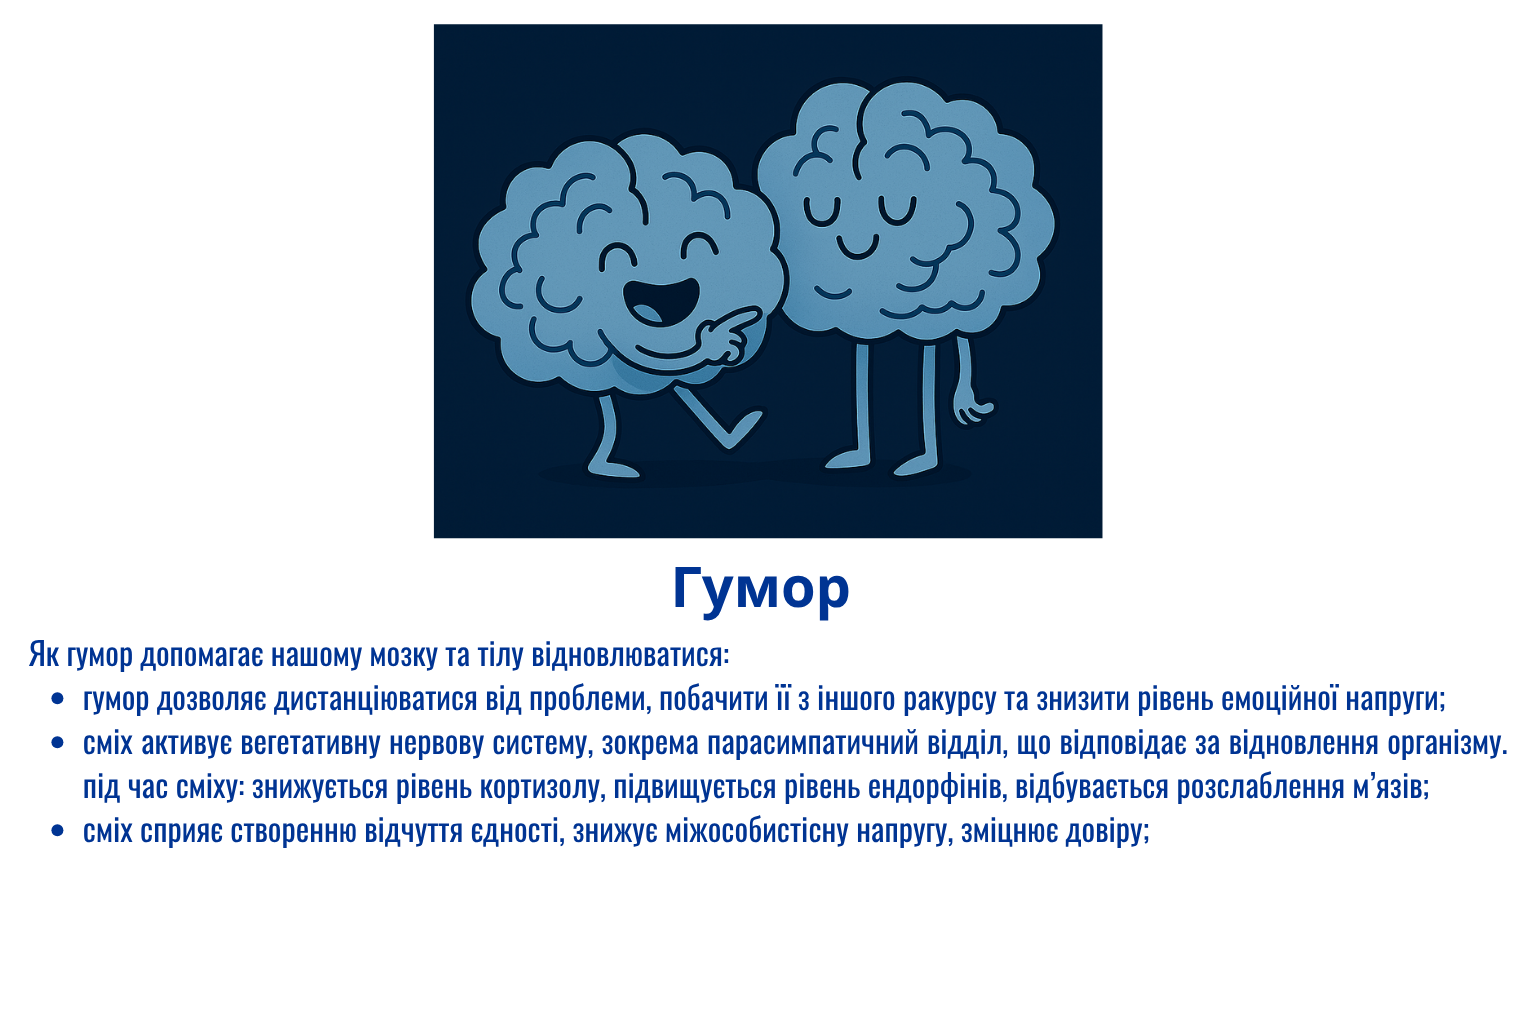 Гумор
Як гумор допомагає нашому мозку та тілу відновлюватися:
• гумор дозволяє дистанціюватися від проблеми, побачити її з іншого ракурсу та знизити рівень емоційної напруги;
• сміх активує вегетативну нервову систему, зокрема парасимпатичний відділ, що відповідає за відновлення організму.
під час сміху: знижується рівень кортизолу, підвищується рівень ендорфінів, відбувається розслаблення м’язів;
• сміх сприяє створенню відчуття єдності, знижує міжособистісну напругу, зміцнює довіру;